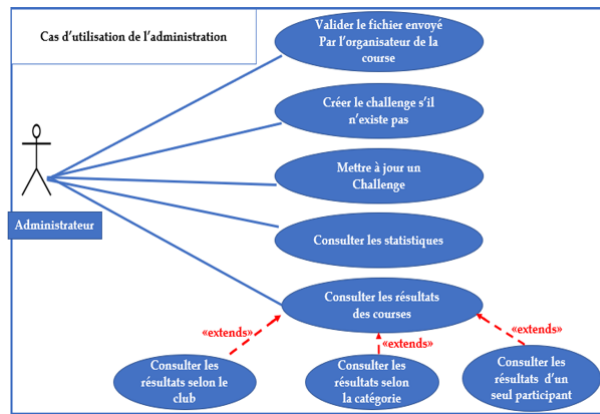 Cas d'utilisation de l'administration
Valider le fichier envoyé
Par l'organisateur de la
course
Créer le challenge s'il
n'existe pas
Mettre à jour un
Challenge
Administrateur
Consulter les statistiques
Consulter les résultats
des courses
«extends»
«extends»
«extends»
Consulter les
résultats selon le
club
Consulter les
résultats selon
la catégorie
Consulter les
résultats d'un
seul participant